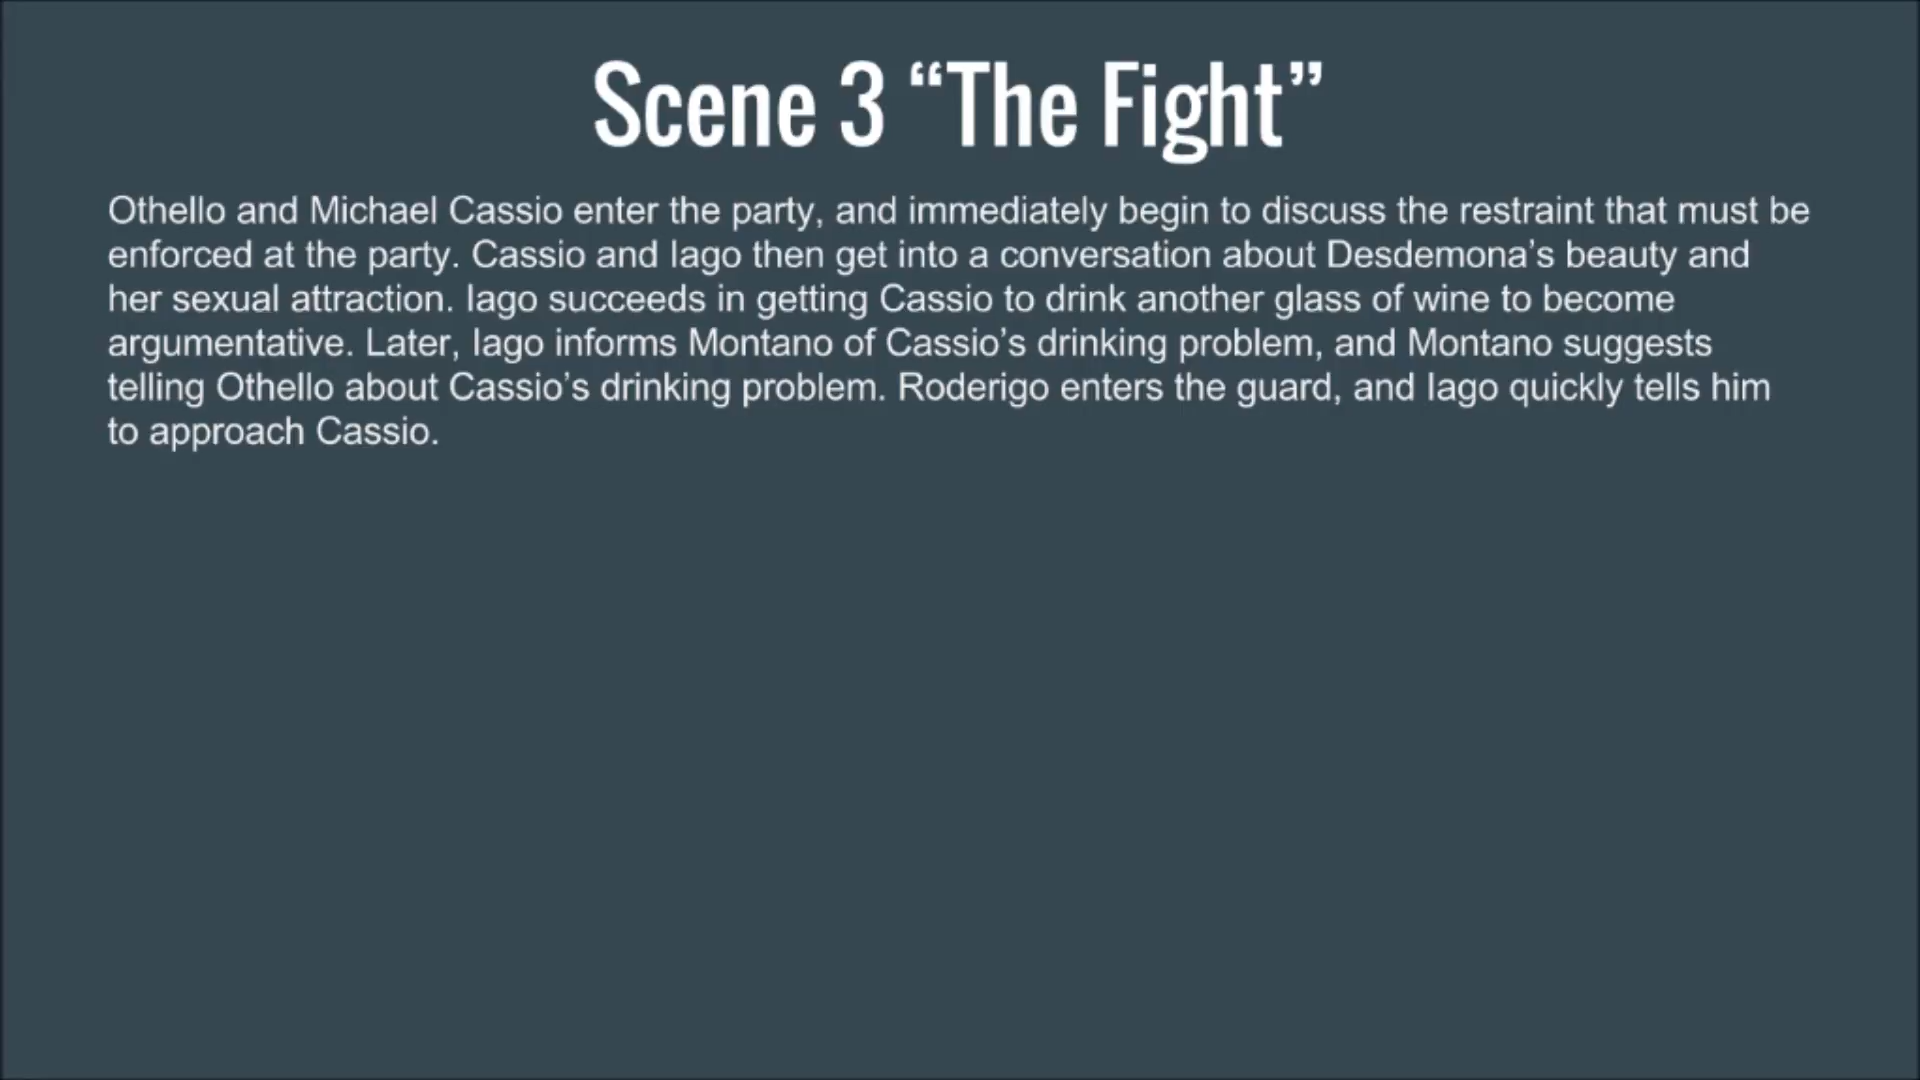 Scene 3 “The Fight”
Othello and Michael Cassio enter the party, and immediately begin to discuss the restraint that must be
enforced at the party. Cassio and Iago then get into a conversation about Desdemona’s beauty and
her sexual attraction. Iago succeeds in getting Cassio to drink another glass of wine to become
argumentative. Later, Iago informs Montano of Cassio’s drinking problem, and Montano suggests
telling Othello about Cassio’s drinking problem. Roderigo enters the guard, and Iago quickly tells him
to approach Cassio.